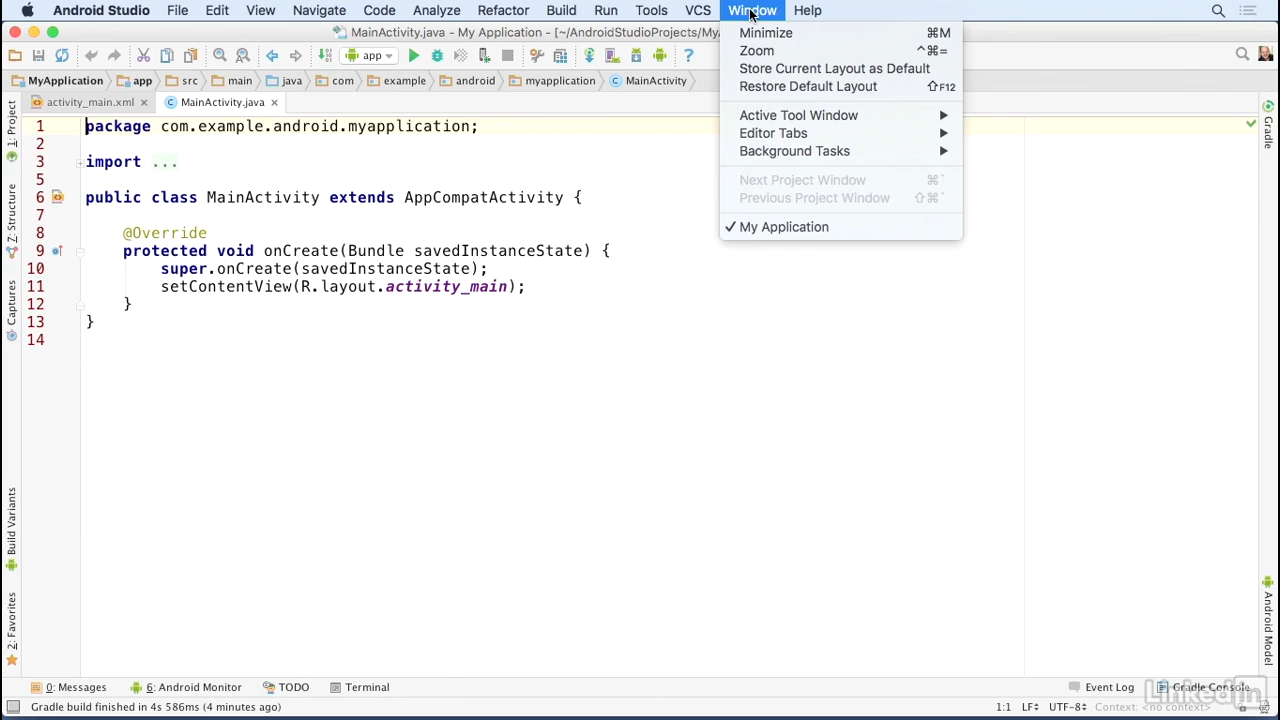 Android Studio File Edit View Navigate Code Analyze Refactor Build Run Tools VCS Window Help
MainActivity.java - My Application - [~/AndroidStudioProjects/My
Minimize ⌘M
Zoom ^⌘=
Store Current Layout as Default
Restore Default Layout ⇧F12
Active Tool Window
Editor Tabs
Background Tasks
Next Project Window ⌘`
Previous Project Window ⇧⌘`
✓ My Application
app
MyApplication app src main java com example android myapplication MainActivity
activity_main.xml MainActivity.java
1 package com.example.android.myapplication;
2
3 import ...
5
6 public class MainActivity extends AppCompatActivity {
7
8 @Override
9 protected void onCreate(Bundle savedInstanceState) {
10 super.onCreate(savedInstanceState);
11 setContentView(R.layout.activity_main);
12 }
13 }
14
1: Project
Z: Structure
Captures
Build Variants
2: Favorites
Gradle
Android Model
0: Messages 6: Android Monitor TODO Terminal Event Log Gradle Console
LinkedIn
Gradle build finished in 4s 586ms (4 minutes ago) 1:1 LF÷ UTF-8÷ Context: <no context>